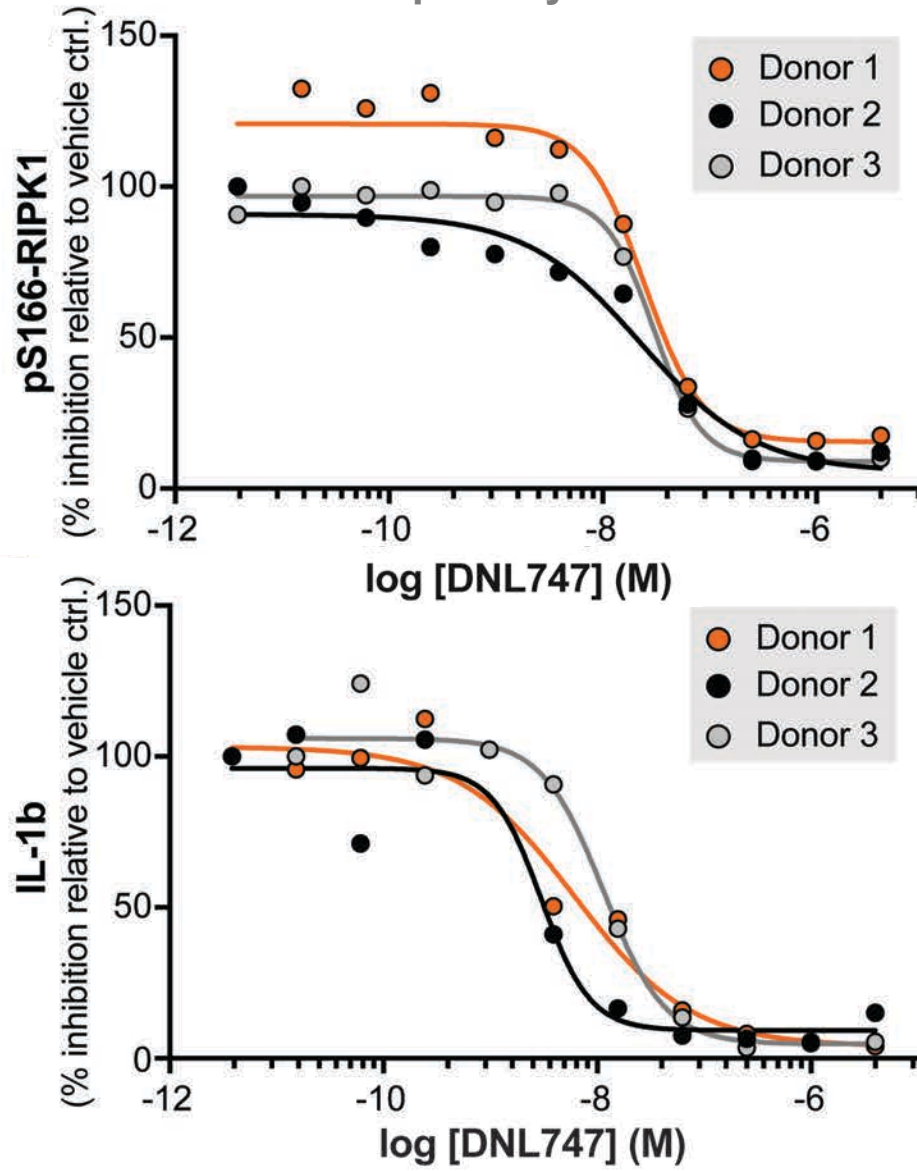 150
100
50
0
pS166-RIPK1
(% inhibition relative to vehicle ctrl.)
Donor 1
Donor 2
Donor 3
-12
-10
-8
-6
log [DNL747] (M)
150
100
50
0
IL-1b
(% inhibition relative to vehicle ctrl.)
Donor 1
Donor 2
Donor 3
-12
-10
-8
-6
log [DNL747] (M)